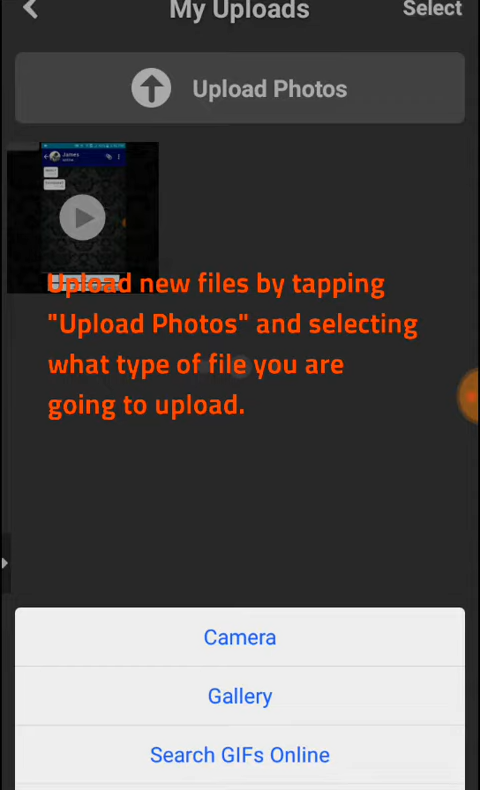 My Uploads
Select
Upload Photos
James
Upload new files by tapping
"Upload Photos" and selecting
what type of file you are
going to upload.
Camera
Gallery
Search GIFs Online